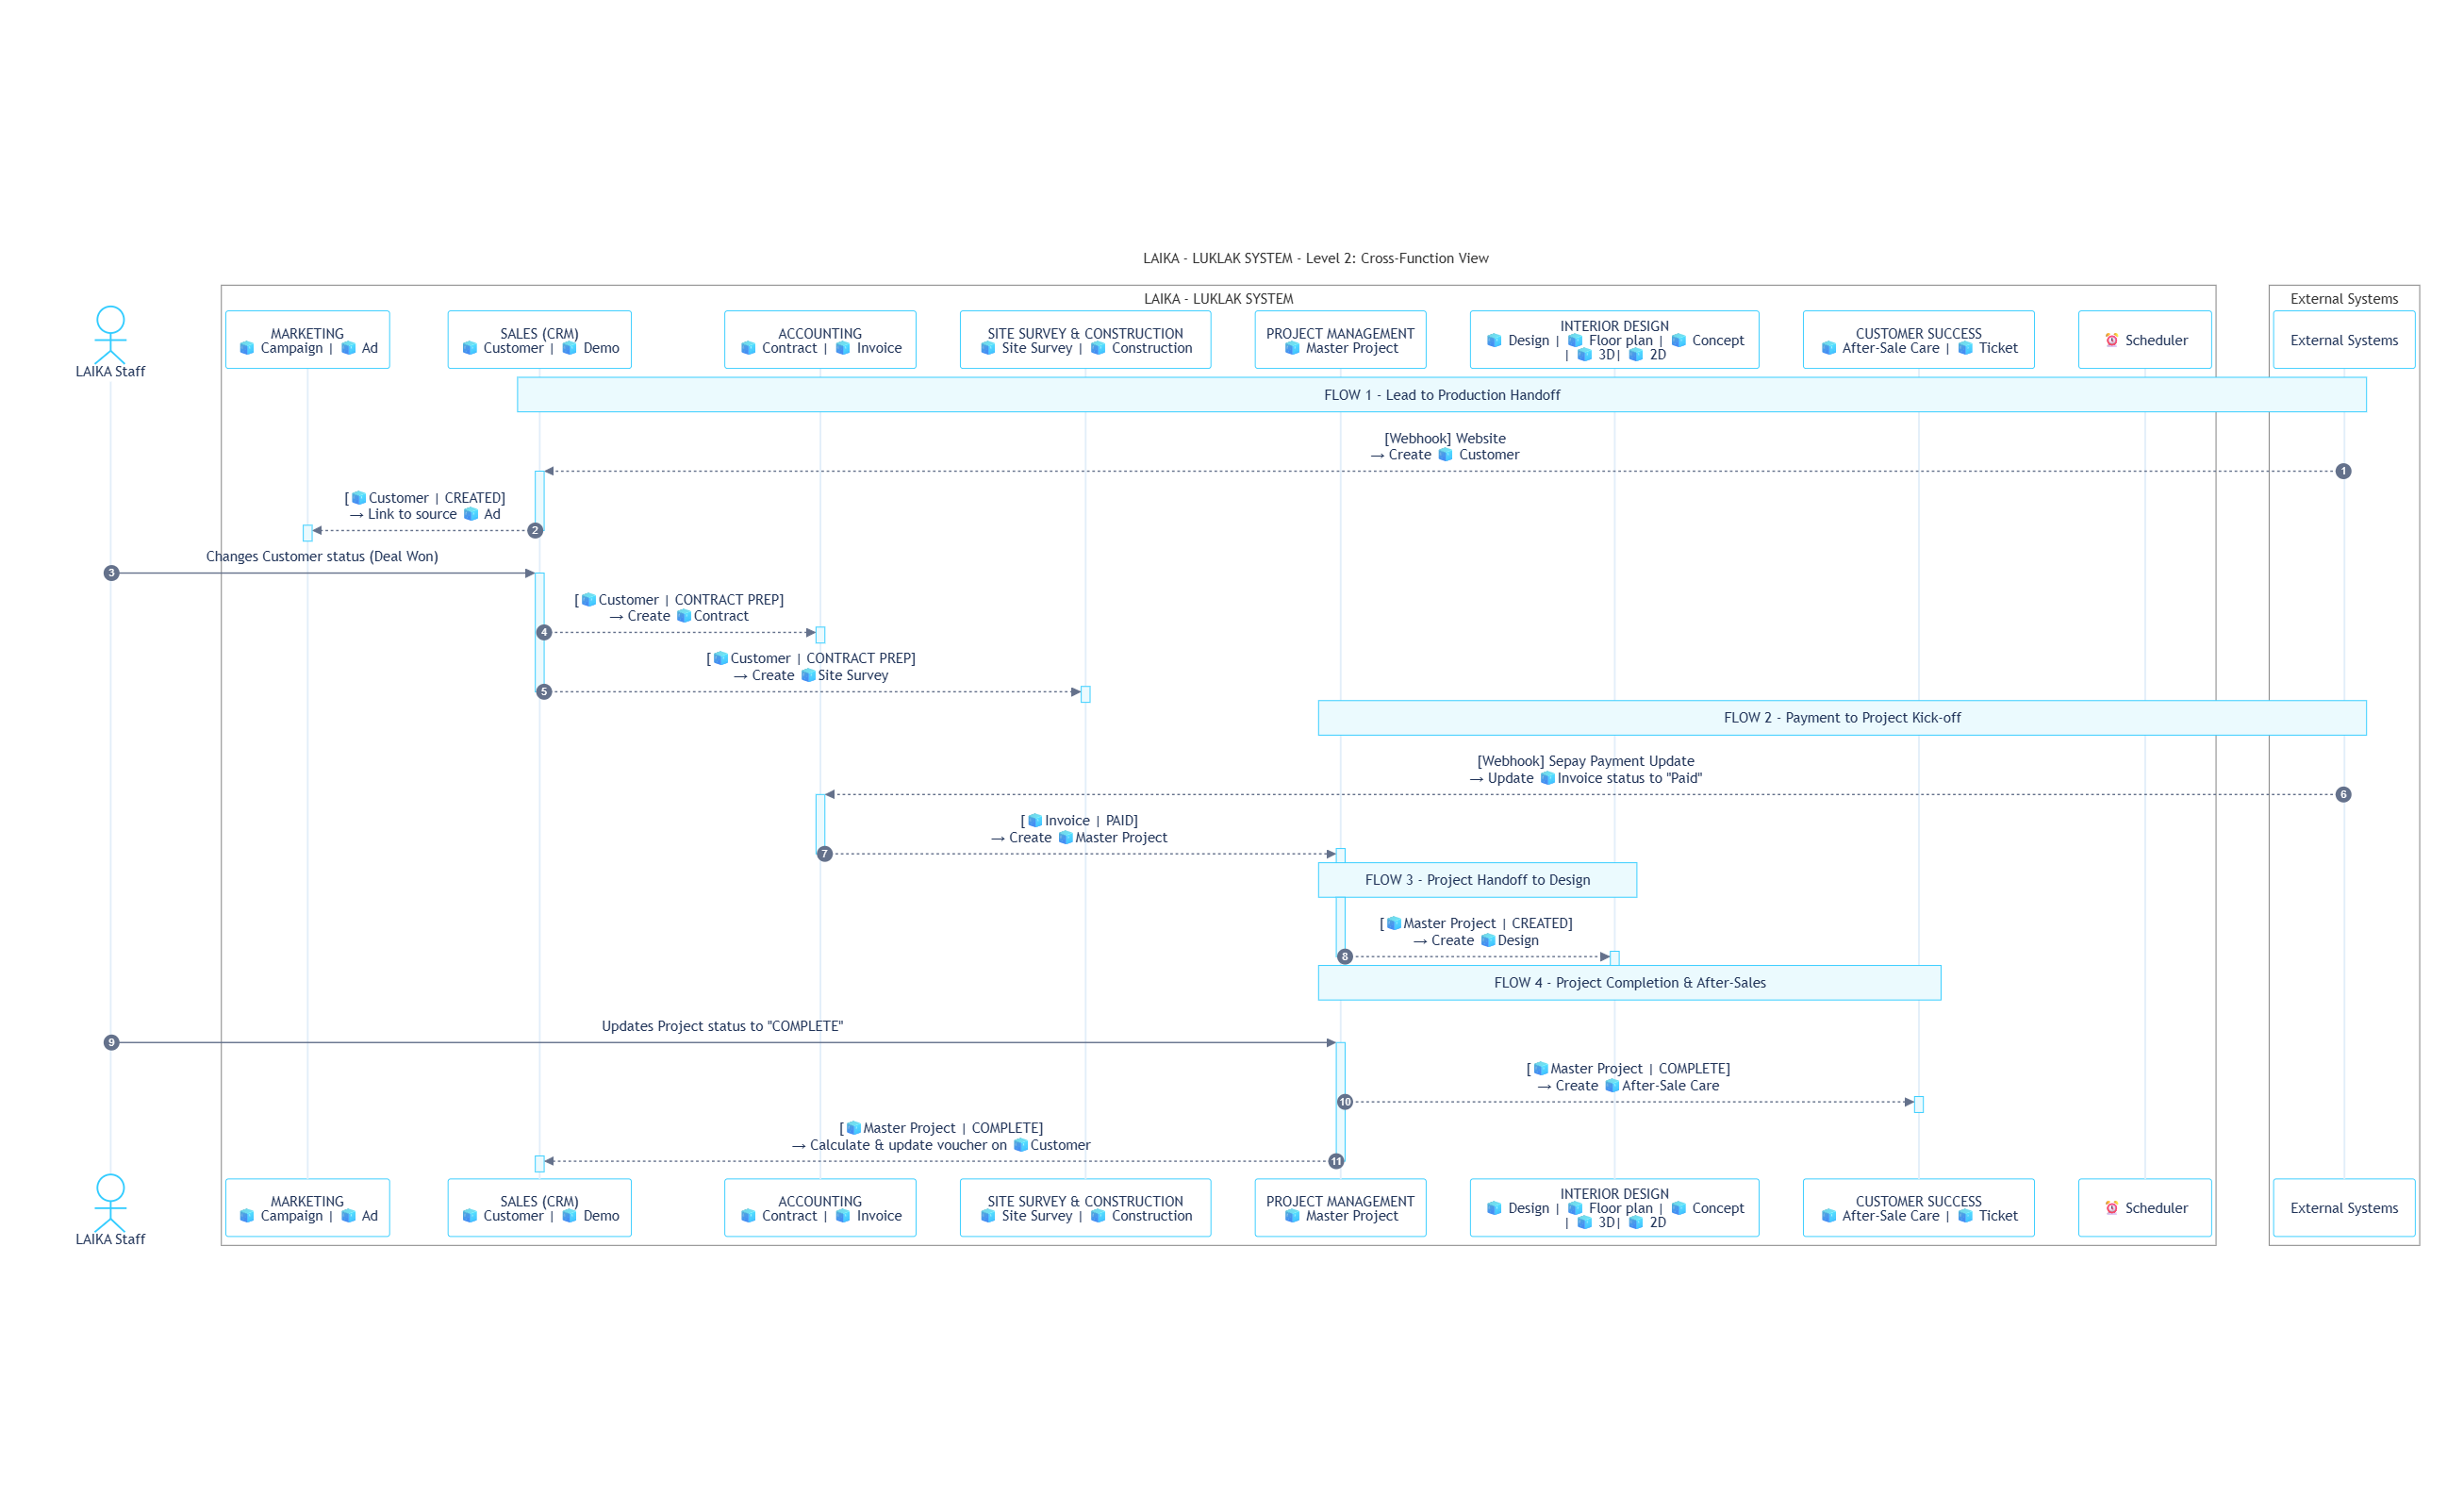 LAIKA - LUKLAK SYSTEM - Level 2: Cross-Function View
LAIKA - LUKLAK SYSTEM
External Systems
LAIKA Staff
MARKETING
🧊 Campaign | 🧊 Ad
SALES (CRM)
🧊 Customer | 🧊 Demo
ACCOUNTING
🧊 Contract | 🧊 Invoice
SITE SURVEY & CONSTRUCTION
🧊 Site Survey | 🧊 Construction
PROJECT MANAGEMENT
🧊 Master Project
INTERIOR DESIGN
🧊 Design | 🧊 Floor plan | 🧊 Concept
| 🧊 3D| 🧊 2D
CUSTOMER SUCCESS
🧊 After-Sale Care | 🧊 Ticket
⏰ Scheduler
External Systems
FLOW 1 - Lead to Production Handoff
[Webhook] Website
→ Create 🧊 Customer
1
[🧊Customer | CREATED]
→ Link to source 🧊 Ad
2
Changes Customer status (Deal Won)
3
[🧊Customer | CONTRACT PREP]
→ Create 🧊Contract
4
[🧊Customer | CONTRACT PREP]
→ Create 🧊Site Survey
5
FLOW 2 - Payment to Project Kick-off
[Webhook] Sepay Payment Update
→ Update 🧊Invoice status to "Paid"
6
[🧊Invoice | PAID]
→ Create 🧊Master Project
7
FLOW 3 - Project Handoff to Design
[🧊Master Project | CREATED]
→ Create 🧊Design
8
FLOW 4 - Project Completion & After-Sales
Updates Project status to "COMPLETE"
9
[🧊Master Project | COMPLETE]
→ Create 🧊After-Sale Care
10
[🧊Master Project | COMPLETE]
→ Calculate & update voucher on 🧊Customer
11
LAIKA Staff
MARKETING
🧊 Campaign | 🧊 Ad
SALES (CRM)
🧊 Customer | 🧊 Demo
ACCOUNTING
🧊 Contract | 🧊 Invoice
SITE SURVEY & CONSTRUCTION
🧊 Site Survey | 🧊 Construction
PROJECT MANAGEMENT
🧊 Master Project
INTERIOR DESIGN
🧊 Design | 🧊 Floor plan | 🧊 Concept
| 🧊 3D| 🧊 2D
CUSTOMER SUCCESS
🧊 After-Sale Care | 🧊 Ticket
⏰ Scheduler
External Systems